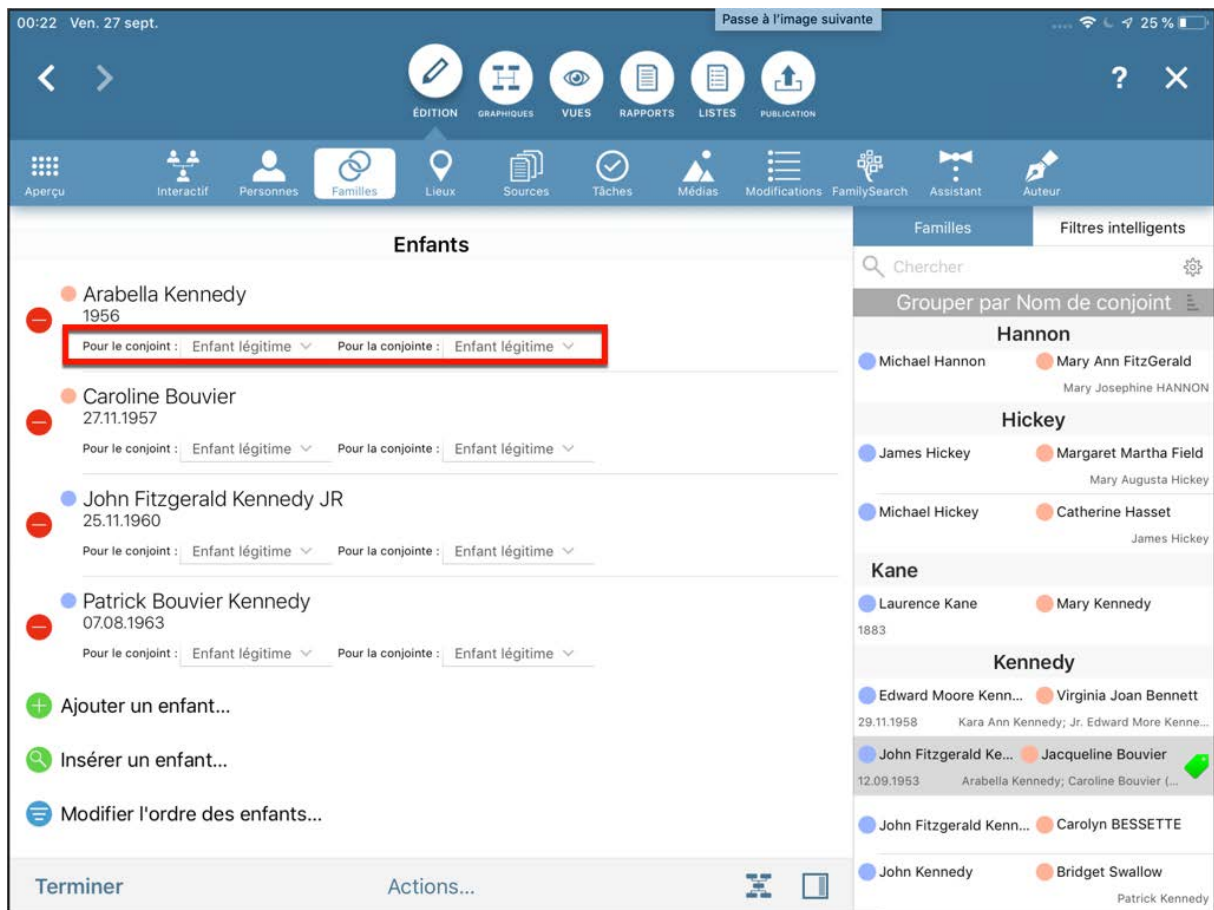 00:22 Ven. 27 sept.
Passe à l'image suivante
25 %
?
ÉDITION
GRAPHIQUES
VUES
RAPPORTS
LISTES
PUBLICATION
Aperçu
Interactif
Personnes
Familles
Lieux
Sources
Tâches
Médias
Modifications
FamilySearch
Assistant
Auteur
Enfants
Arabella Kennedy
1956
Pour le conjoint : Enfant légitime Pour la conjointe : Enfant légitime
Caroline Bouvier
27.11.1957
Pour le conjoint : Enfant légitime Pour la conjointe : Enfant légitime
John Fitzgerald Kennedy JR
25.11.1960
Pour le conjoint : Enfant légitime Pour la conjointe : Enfant légitime
Patrick Bouvier Kennedy
07.08.1963
Pour le conjoint : Enfant légitime Pour la conjointe : Enfant légitime
Ajouter un enfant...
Insérer un enfant...
Modifier l'ordre des enfants...
Terminer
Actions...
Familles
Filtres intelligents
Chercher
Grouper par Nom de conjoint
Hannon
Michael Hannon Mary Ann FitzGerald
Mary Josephine HANNON
Hickey
James Hickey Margaret Martha Field
Mary Augusta Hickey
Michael Hickey Catherine Hasset
James Hickey
Kane
Laurence Kane Mary Kennedy
1883
Kennedy
Edward Moore Kenn... Virginia Joan Bennett
29.11.1958 Kara Ann Kennedy; Jr. Edward More Kenne...
John Fitzgerald Ke... Jacqueline Bouvier
12.09.1953 Arabella Kennedy; Caroline Bouvier (...
John Fitzgerald Kenn... Carolyn BESSETTE
John Kennedy Bridget Swallow
Patrick Kennedy